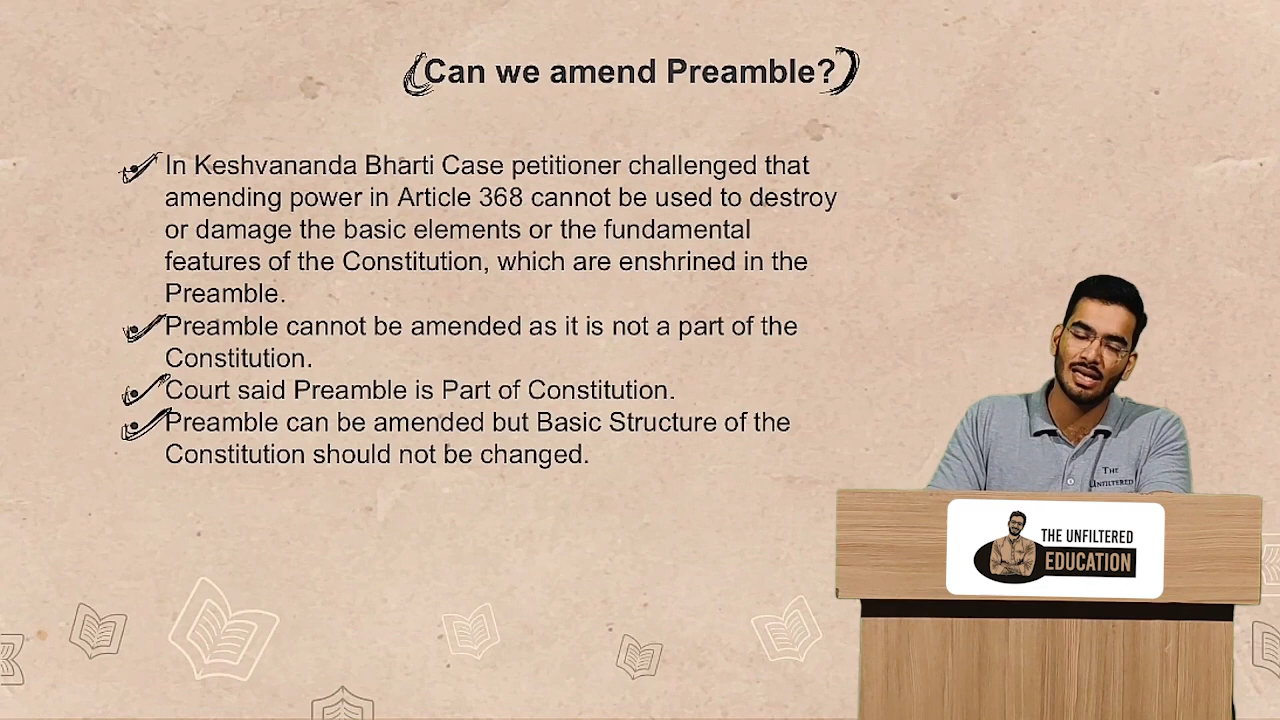 Can we amend Preamble?
In Keshvananda Bharti Case petitioner challenged that
amending power in Article 368 cannot be used to destroy
or damage the basic elements or the fundamental
features of the Constitution, which are enshrined in the
Preamble.
Preamble cannot be amended as it is not a part of the
Constitution.
Court said Preamble is Part of Constitution.
Preamble can be amended but Basic Structure of the
Constitution should not be changed.
THE
UNFILTERED
THE UNFILTERED
EDUCATION